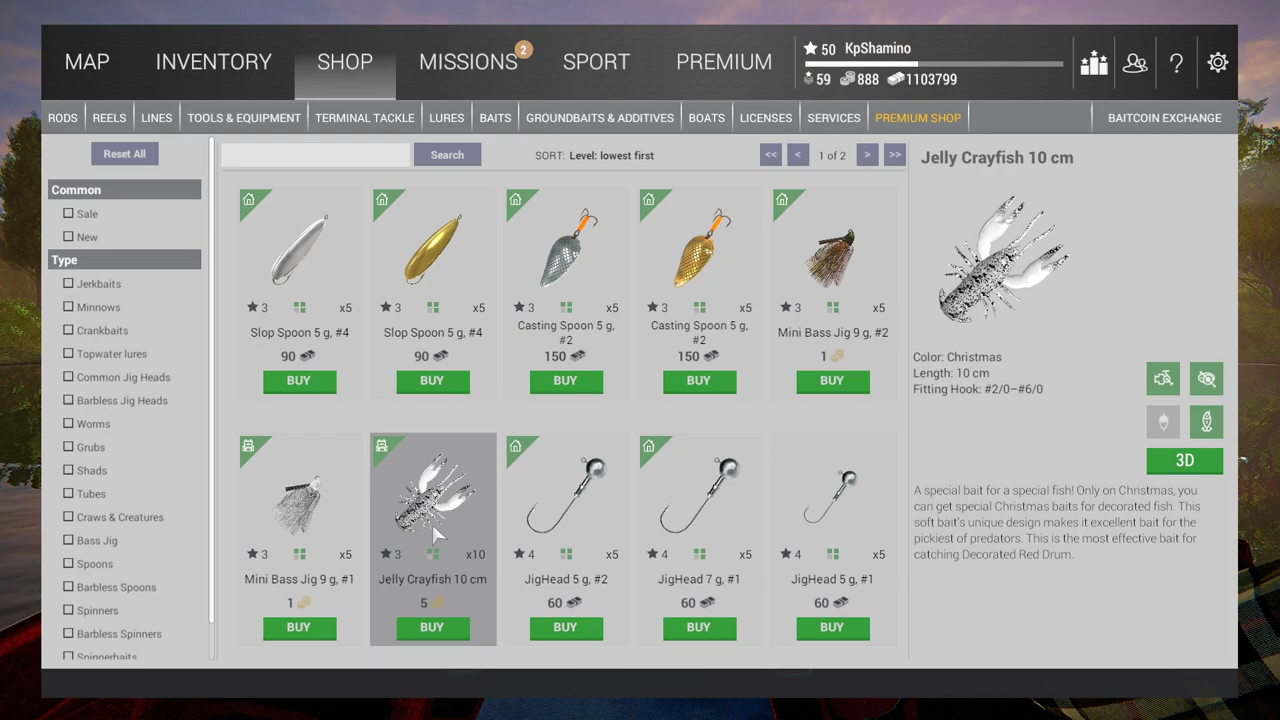 MAP
INVENTORY
SHOP
MISSIONS
2
SPORT
PREMIUM
50 KpShamino
59 888 1103799
?
RODS
REELS
LINES
TOOLS & EQUIPMENT
TERMINAL TACKLE
LURES
BAITS
GROUNDBAITS & ADDITIVES
BOATS
LICENSES
SERVICES
PREMIUM SHOP
BAITCOIN EXCHANGE
Reset All
Common
Sale
New
Type
Jerkbaits
Minnows
Crankbaits
Topwater lures
Common Jig Heads
Barbless Jig Heads
Worms
Grubs
Shads
Tubes
Craws & Creatures
Bass Jig
Spoons
Barbless Spoons
Spinners
Barbless Spinners
Spinnerbaits
Search
SORT: Level: lowest first
<<
<
1 of 2
>
>>
3 x5
Slop Spoon 5 g, #4
90
BUY
3 x5
Slop Spoon 5 g, #4
90
BUY
3 x5
Casting Spoon 5 g,
#2
150
BUY
3 x5
Casting Spoon 5 g,
#2
150
BUY
3 x5
Mini Bass Jig 9 g, #2
1
BUY
3 x5
Mini Bass Jig 9 g, #1
1
BUY
3 x10
Jelly Crayfish 10 cm
5
BUY
4 x5
JigHead 5 g, #2
60
BUY
4 x5
JigHead 7 g, #1
60
BUY
4 x5
JigHead 5 g, #1
60
BUY
Jelly Crayfish 10 cm
Color: Christmas
Length: 10 cm
Fitting Hook: #2/0–#6/0
3D
A special bait for a special fish! Only on Christmas, you
can get special Christmas baits for decorated fish. This
soft bait's unique design makes it excellent bait for the
pickiest of predators. This is the most effective bait for
catching Decorated Red Drum.